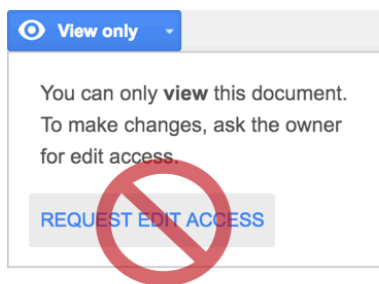 View only
You can only view this document.
To make changes, ask the owner
for edit access.
REQUEST EDIT ACCESS